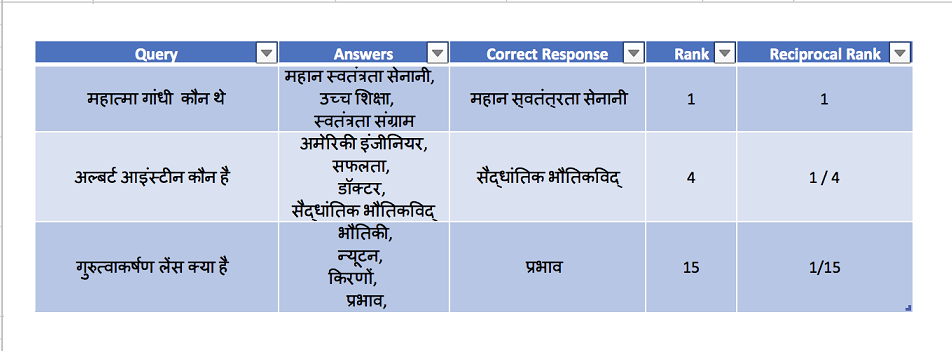 Query Answers Correct Response Rank Reciprocal Rank
महात्मा गांधी कौन थे
महान स्वतंत्रता सेनानी,
उच्च शिक्षा,
स्वतंत्रता संग्राम
महान स्वतंत्रता सेनानी
1
1
अल्बर्ट आइंस्टीन कौन है
अमेरिकी इंजीनियर,
सफलता,
डॉक्टर,
सैद्धांतिक भौतिकविद्
सैद्धांतिक भौतिकविद्
4
1 / 4
गुरुत्वाकर्षण लेंस क्या है
भौतिकी,
न्यूटन,
किरणों,
प्रभाव,
प्रभाव
15
1/15